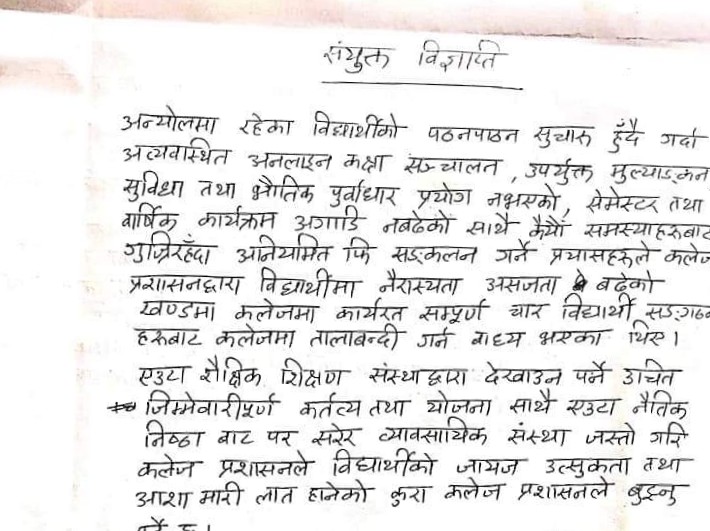 संयुक्त विज्ञप्ति
अन्योलमा रहेका विद्यार्थीको पठनपाठन सुचारु हुँदै गर्दा
अव्यवस्थित अनलाइन कक्षा सञ्चालन, उपर्युक्त मुल्याङ्कन
सुविधा तथा भौतिक पुर्वाधार प्रयोग नभएको, सेमेस्टर तथा
वार्षिक कार्यक्रम अगाडि नबढेको साथै कैयौं समस्याहरुबाट
गुज्रिरहँदा अनियमित फि सङ्कलन गर्ने प्रयासहरुले कलेज
प्रशासनद्वारा विद्यार्थीमा नैरास्यता असजता बढेको
खण्डमा कलेजमा कार्यरत सम्पूर्ण चार विद्यार्थी सङ्गठन
हरुबाट कलेजमा तालाबन्दी गर्न बाध्य भएका थिए।
एउटा शैक्षिक शिक्षण संस्थाद्वारा देखाउन पर्ने उचित
जिम्मेवारीपूर्ण कर्तव्य तथा योजना साथै एउटा नैतिक
निष्ठा बाट पर सरेर व्यावसायिक संस्था जस्तो गरि
कलेज प्रशासनले विद्यार्थीको जायज उत्सुकता तथा
आशा मारी लात हानेको कुरा कलेज प्रशासनले बुझ्नु